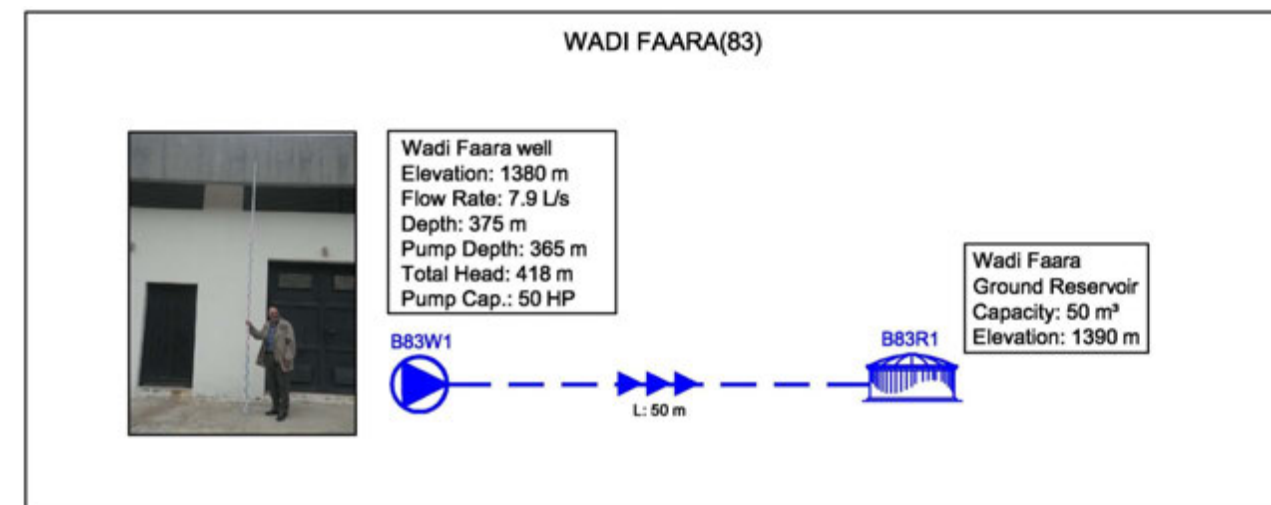 WADI FAARA(83)
Wadi Faara well
Elevation: 1380 m
Flow Rate: 7.9 L/s
Depth: 375 m
Pump Depth: 365 m
Total Head: 418 m
Pump Cap.: 50 HP
B83W1
L: 50 m
B83R1
Wadi Faara
Ground Reservoir
Capacity: 50 m³
Elevation: 1390 m